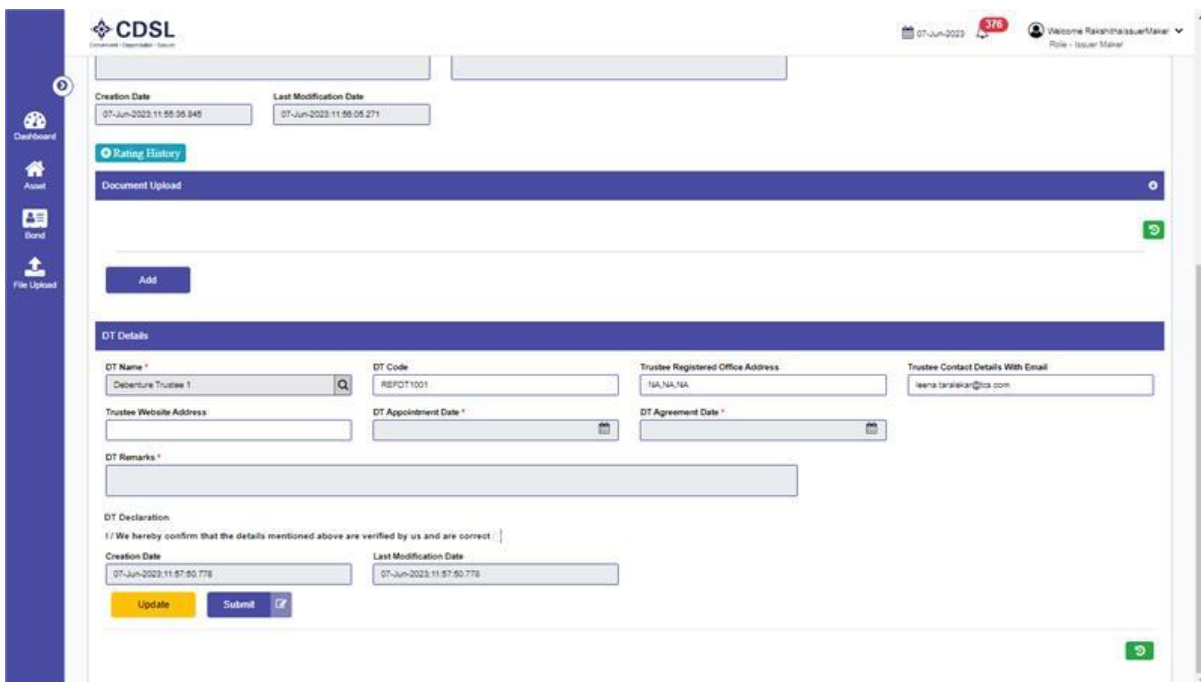 CDSL
Convenient • Dependable • Secure
07-Jun-2023
376
Welcome RakshithaIssuerMaker
Role - Issuer Maker
Creation Date Last Modification Date
07-Jun-2023;11:55:35.845 07-Jun-2023;11:56:05.271
Dashboard
Rating History
Asset
Document Upload
Bond
File Upload
Add
DT Details
DT Name * DT Code Trustee Registered Office Address Trustee Contact Details With Email
Debenture Trustee 1 REFDT1001 NA,NA,NA leena.taralekar@tcs.com
Trustee Website Address DT Appointment Date * DT Agreement Date *
DT Remarks *
DT Declaration
I / We hereby confirm that the details mentioned above are verified by us and are correct
Creation Date Last Modification Date
07-Jun-2023;11:57:50.778 07-Jun-2023;11:57:50.778
Update Submit